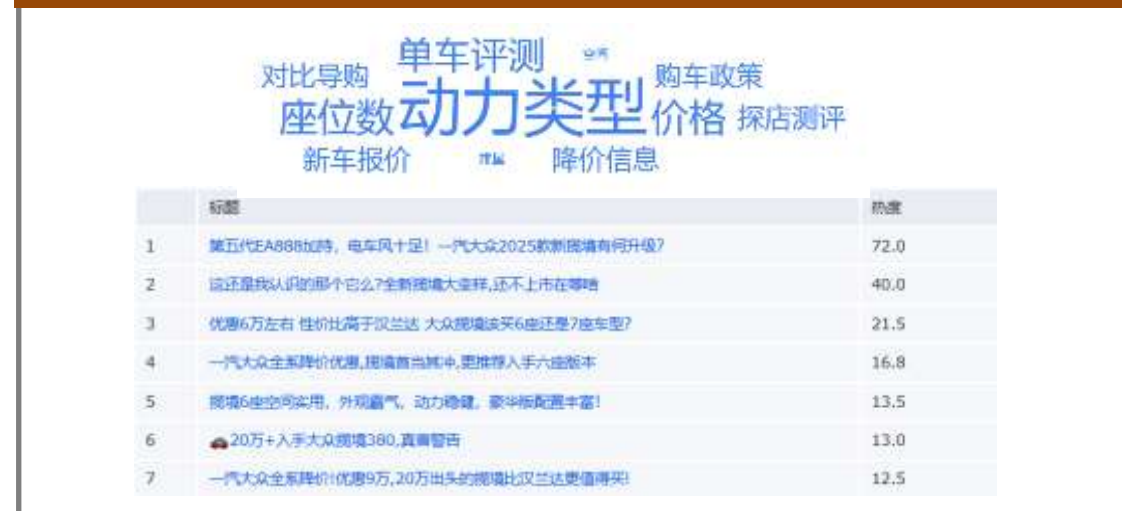 单车评测
对比导购 购车政策
座位数 动力类型 价格 探店测评
新车报价 降价信息
标题 热度
1 第五代EA888加持，电车风十足！一汽大众2025款新揽境有何升级? 72.0
2 这还是我认识的那个它么?全新揽境大变样,还不上市在等啥 40.0
3 优惠6万左右 性价比高于汉兰达 大众揽境该买6座还是7座车型? 21.5
4 一汽大众全系降价优惠,揽境首当其冲,更推荐入手六座版本 16.8
5 揽境6座空间实用，外观霸气，动力稳健，豪华版配置丰富! 13.5
6 20万+入手大众揽境380,真香警告 13.0
7 一汽大众全系降价!优惠9万,20万出头的揽境比汉兰达更值得买! 12.5